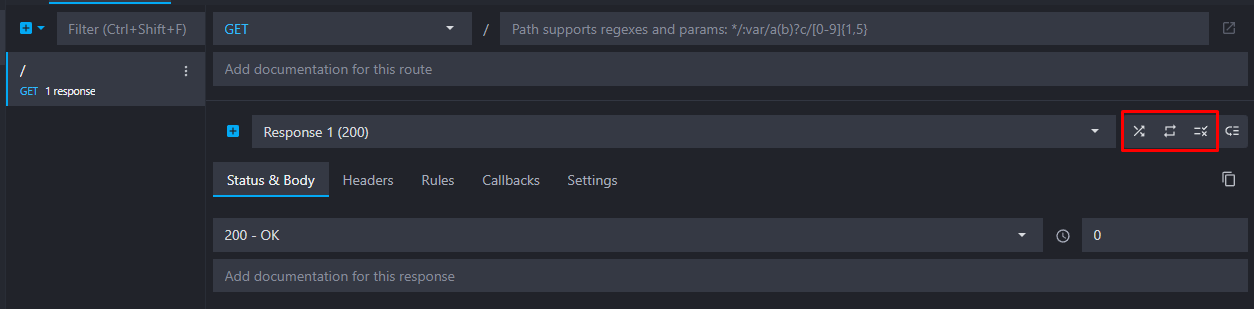 Filter (Ctrl+Shift+F)
GET
/
Path supports regexes and params: */:var/a(b)?c/[0-9]{1,5}
/
GET 1 response
Add documentation for this route
Response 1 (200)
Status & Body
Headers
Rules
Callbacks
Settings
200 - OK
0
Add documentation for this response